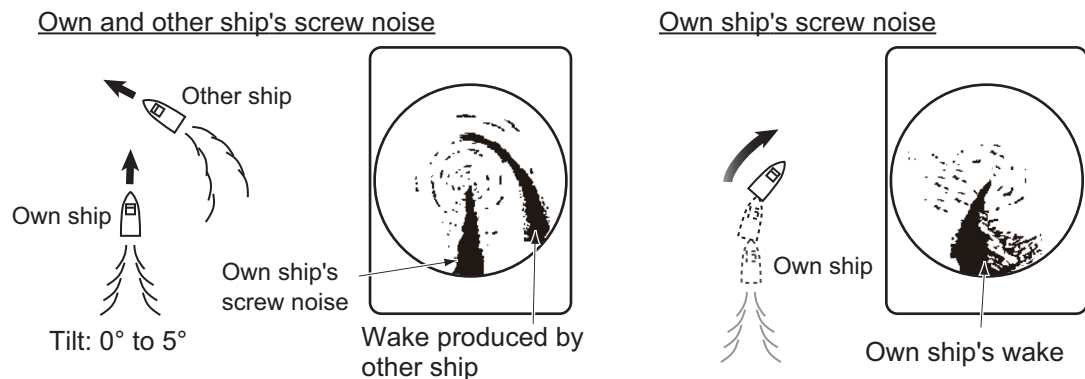 Own and other ship's screw noise
Other ship
Own ship
Own ship's
screw noise
Tilt: 0° to 5°
Wake produced by
other ship
Own ship's screw noise
Own ship
Own ship's wake